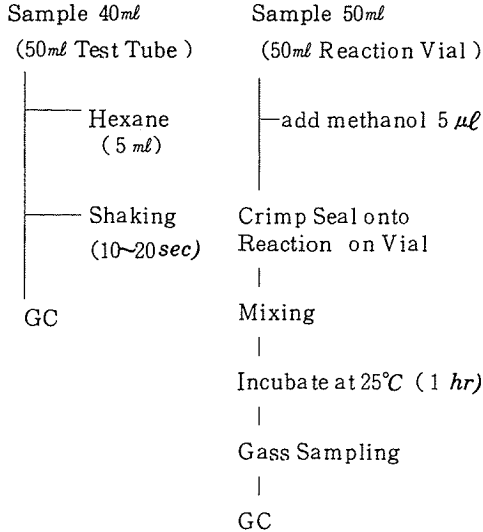 Sample 40㎖
(50㎖ Test Tube)
Hexane
(5 ㎖)
Shaking
(10~20sec)
GC
Sample 50㎖
(50㎖ Reaction Vial)
add methanol 5 μℓ
Crimp Seal onto
Reaction on Vial
Mixing
Incubate at 25℃ (1 hr)
Gass Sampling
GC